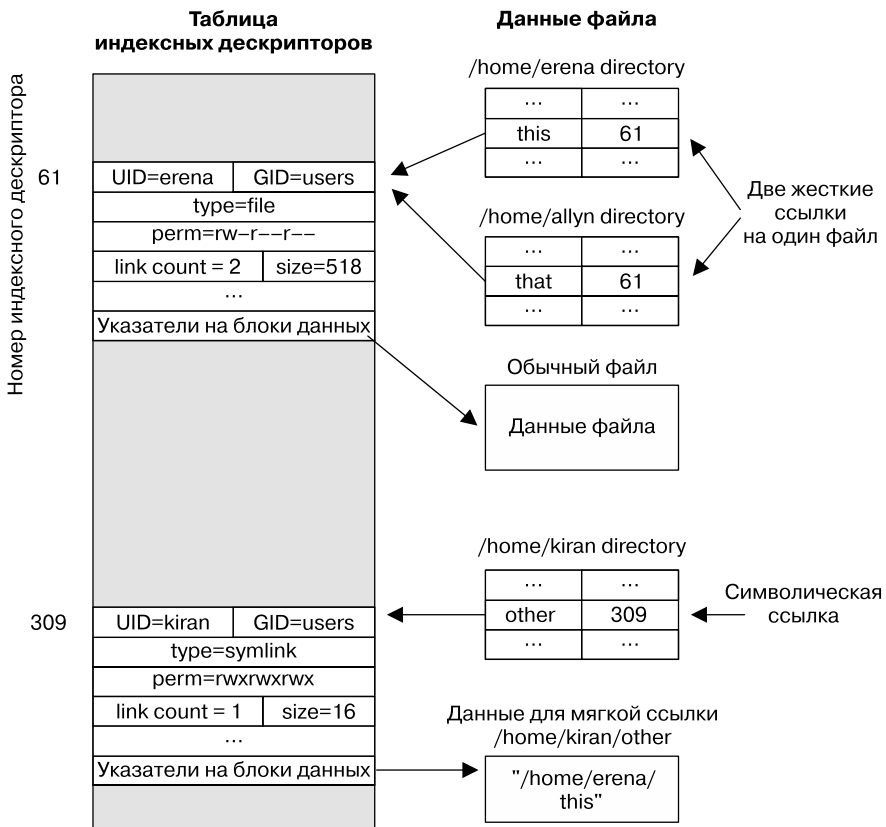 Таблица
индексных дескрипторов
Номер индексного дескриптора
61
UID=erena GID=users
type=file
perm=rw–r––r––
link count = 2 size=518
...
Указатели на блоки данных
309
UID=kiran GID=users
type=symlink
perm=rwxrwxrwx
link count = 1 size=16
...
Указатели на блоки данных
Данные файла
/home/erena directory
... ...
this 61
... ...
/home/allyn directory
... ...
that 61
... ...
Две жесткие
ссылки
на один файл
Обычный файл
Данные файла
/home/kiran directory
... ...
other 309
... ...
Символическая
ссылка
Данные для мягкой ссылки
/home/kiran/other
"/home/erena/
this"